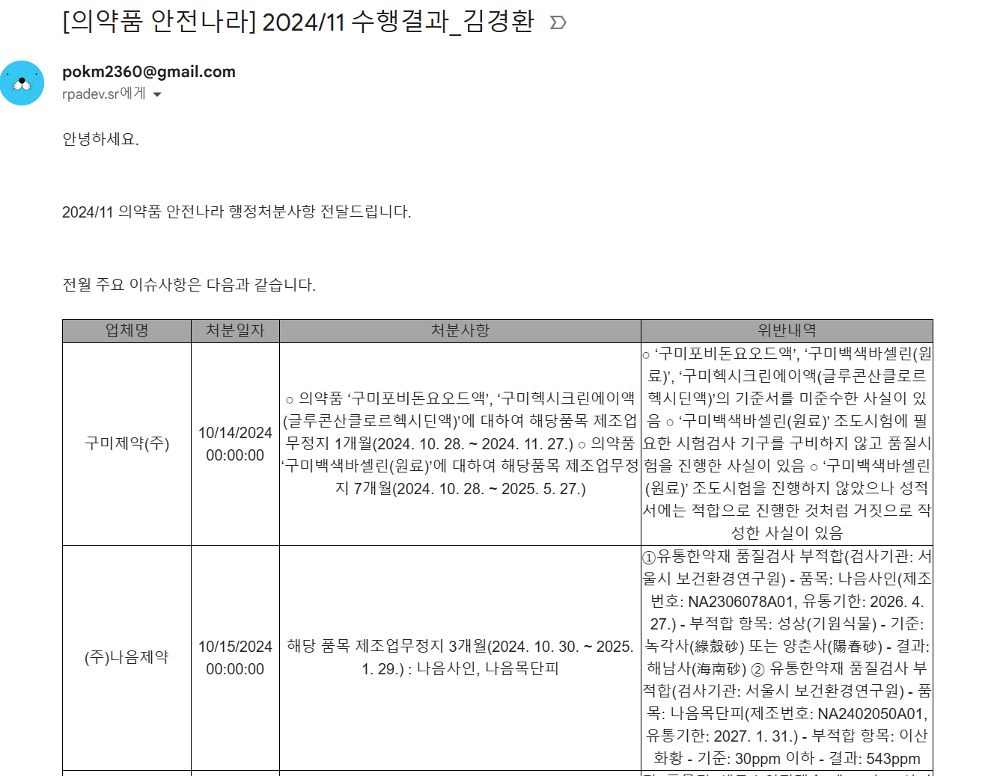 [의약품 안전나라] 2024/11 수행결과_김경환
pokm2360@gmail.com
rpadev.sr에게
안녕하세요.
2024/11 의약품 안전나라 행정처분사항 전달드립니다.
전월 주요 이슈사항은 다음과 같습니다.
업체명 처분일자 처분사항 위반내역
구미제약(주)
10/14/2024
00:00:00
○ 의약품 ‘구미포비돈요오드액’, ‘구미헥시크린에이액
(글루콘산클로르헥시딘액)’에 대하여 해당품목 제조업
무정지 1개월(2024. 10. 28. ~ 2024. 11. 27.) ○ 의약품
‘구미백색바셀린(원료)’에 대하여 해당품목 제조업무정
지 7개월(2024. 10. 28. ~ 2025. 5. 27.)
○ ‘구미포비돈요오드액’, ‘구미백색바셀린(원
료)’, ‘구미헥시크린에이액(글루콘산클로르
헥시딘액)’의 기준서를 미준수한 사실이 있
음 ○ ‘구미백색바셀린(원료)’ 조도시험에 필
요한 시험검사 기구를 구비하지 않고 품질시
험을 진행한 사실이 있음 ○ ‘구미백색바셀린
(원료)’ 조도시험을 진행하지 않았으나 성적
서에는 적합으로 진행한 것처럼 거짓으로 작
성한 사실이 있음
(주)나음제약
10/15/2024
00:00:00
해당 품목 제조업무정지 3개월(2024. 10. 30. ~ 2025.
1. 29.) : 나음사인, 나음목단피
①유통한약재 품질검사 부적합(검사기관: 서
울시 보건환경연구원) - 품목: 나음사인(제조
번호: NA2306078A01, 유통기한: 2026. 4.
27.) - 부적합 항목: 성상(기원식물) - 기준:
녹각사(綠殼砂) 또는 양춘사(陽春砂) - 결과:
해남사(海南砂) ② 유통한약재 품질검사 부
적합(검사기관: 서울시 보건환경연구원) - 품
목: 나음목단피(제조번호: NA2402050A01,
유통기한: 2027. 1. 31.) - 부적합 항목: 이산
화황 - 기준: 30ppm 이하 - 결과: 543ppm